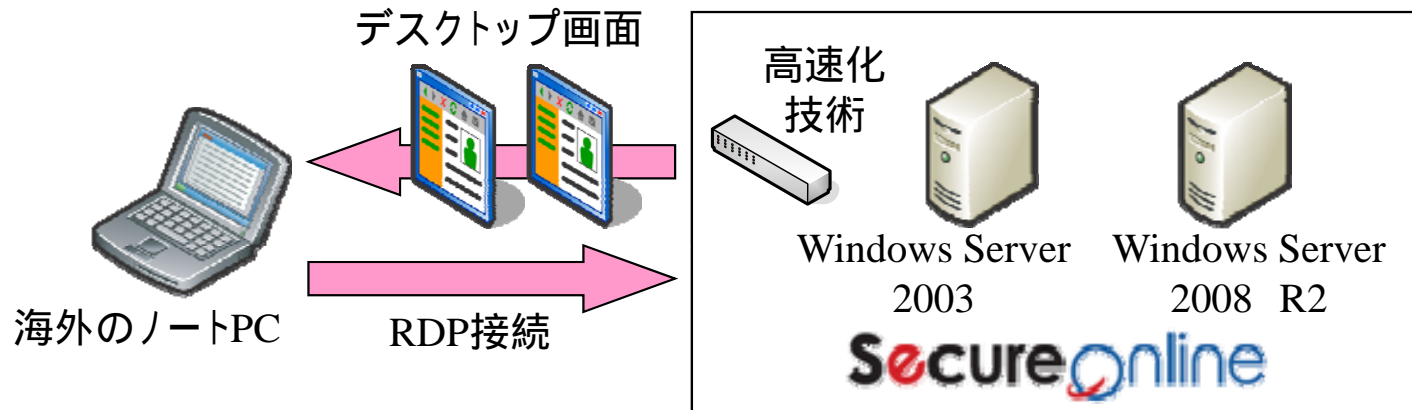 デスクトップ画面
高速化
技術
海外のノートPC
RDP接続
Windows Server
2003
Windows Server
2008 R2
Secureonline